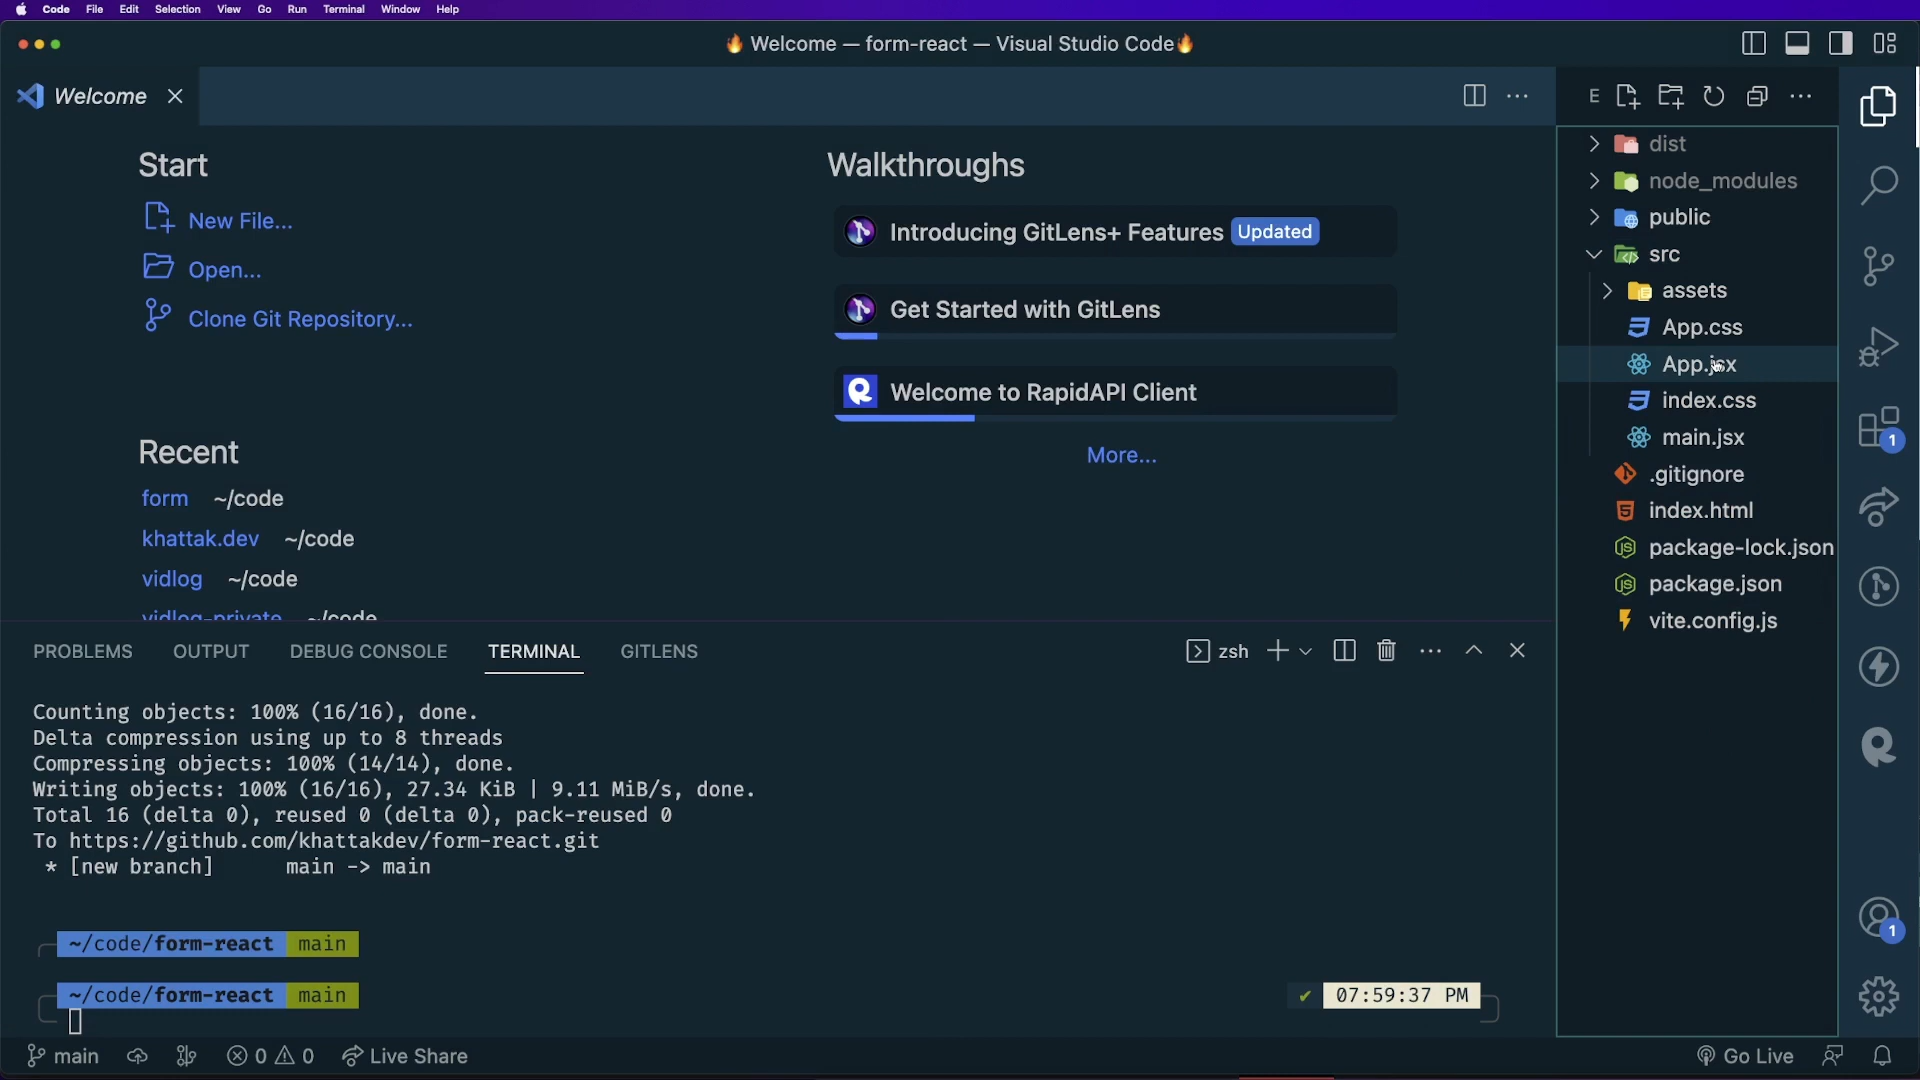 Code File Edit Selection View Go Run Terminal Window Help
🔥 Welcome — form-react — Visual Studio Code🔥
Welcome
E
Start
New File...
Open...
Clone Git Repository...
Recent
form ~/code
khattak.dev ~/code
vidlog ~/code
vidlog-private ~/code
Walkthroughs
Introducing GitLens+ Features Updated
Get Started with GitLens
Welcome to RapidAPI Client
More...
dist
node_modules
public
src
assets
App.css
App.jsx
index.css
main.jsx
.gitignore
index.html
package-lock.json
package.json
vite.config.js
1
1
PROBLEMS OUTPUT DEBUG CONSOLE TERMINAL GITLENS zsh
Counting objects: 100% (16/16), done.
Delta compression using up to 8 threads
Compressing objects: 100% (14/14), done.
Writing objects: 100% (16/16), 27.34 KiB | 9.11 MiB/s, done.
Total 16 (delta 0), reused 0 (delta 0), pack-reused 0
To https://github.com/khattakdev/form-react.git
* [new branch] main -> main
~/code/form-react main
~/code/form-react main ✔ 07:59:37 PM
main 0 0 Live Share Go Live